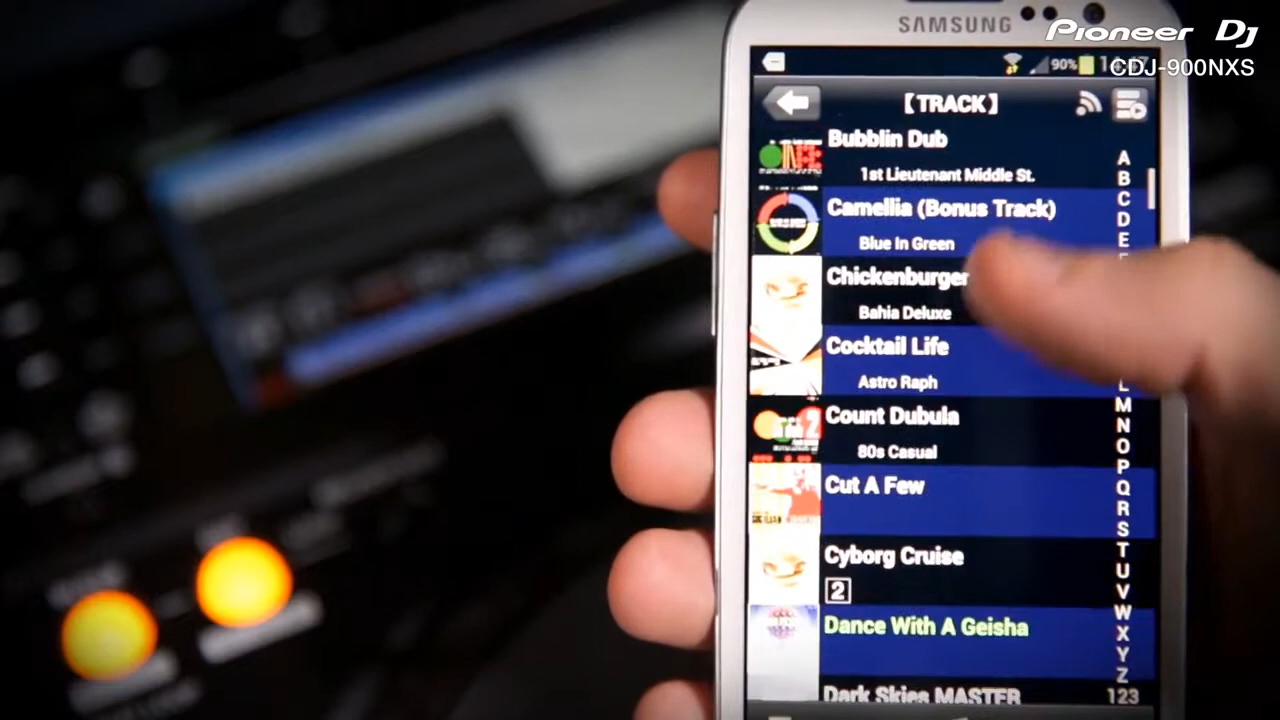 SAMSUNG
Pioneer Dj
CDJ-900NXS
90%
【TRACK】
Bubblin Dub
1st Lieutenant Middle St.
Camellia (Bonus Track)
Blue In Green
Chickenburger
Bahia Deluxe
Cocktail Life
Astro Raph
Count Dubula
80s Casual
Cut A Few
Cyborg Cruise
2
Dance With A Geisha
Dark Skies MASTER
A
B
C
D
E
L
M
N
O
P
Q
R
S
T
U
V
W
X
Y
Z
123